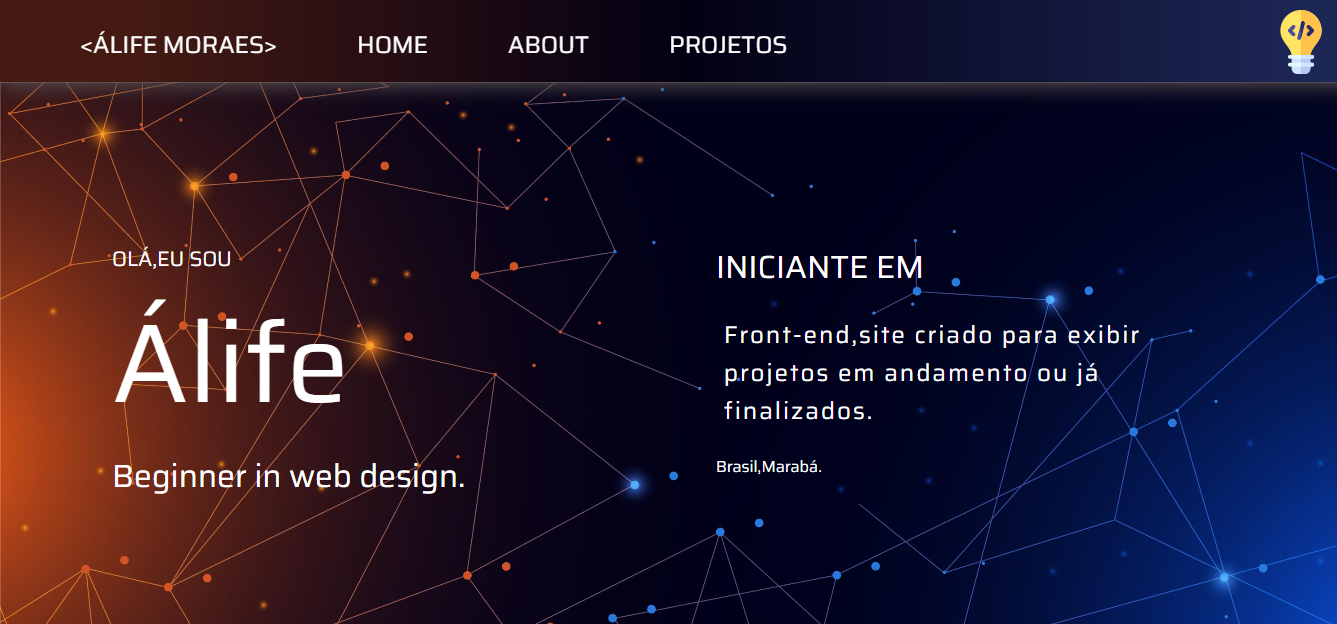 <ÁLIFE MORAES> HOME ABOUT PROJETOS
</>
OLÁ,EU SOU
Álife
Beginner in web design.
INICIANTE EM
Front-end,site criado para exibir
projetos em andamento ou já
finalizados.
Brasil,Marabá.